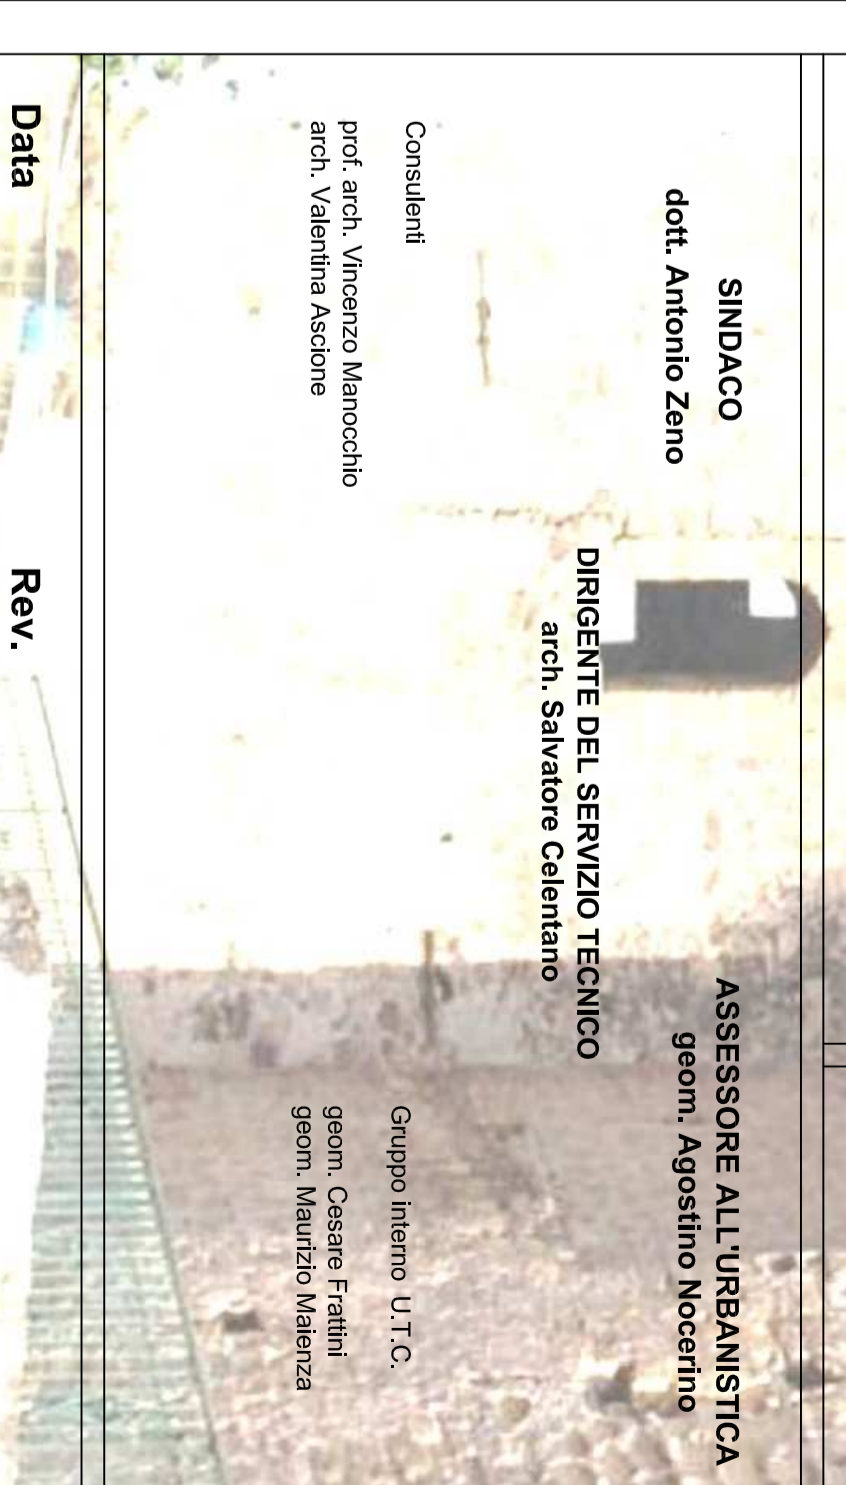 SINDACO
dott. Antonio Zeno
ASSESSORE ALL'URBANISTICA
geom. Agostino Nocerino
DIRIGENTE DEL SERVIZIO TECNICO
arch. Salvatore Celentano
Consulenti
prof. arch. Vincenzo Manocchio
arch. Valentina Ascione
Gruppo interno U.T.C.
geom. Cesare Frattini
geom. Maurizio Maienza
Data
Rev.